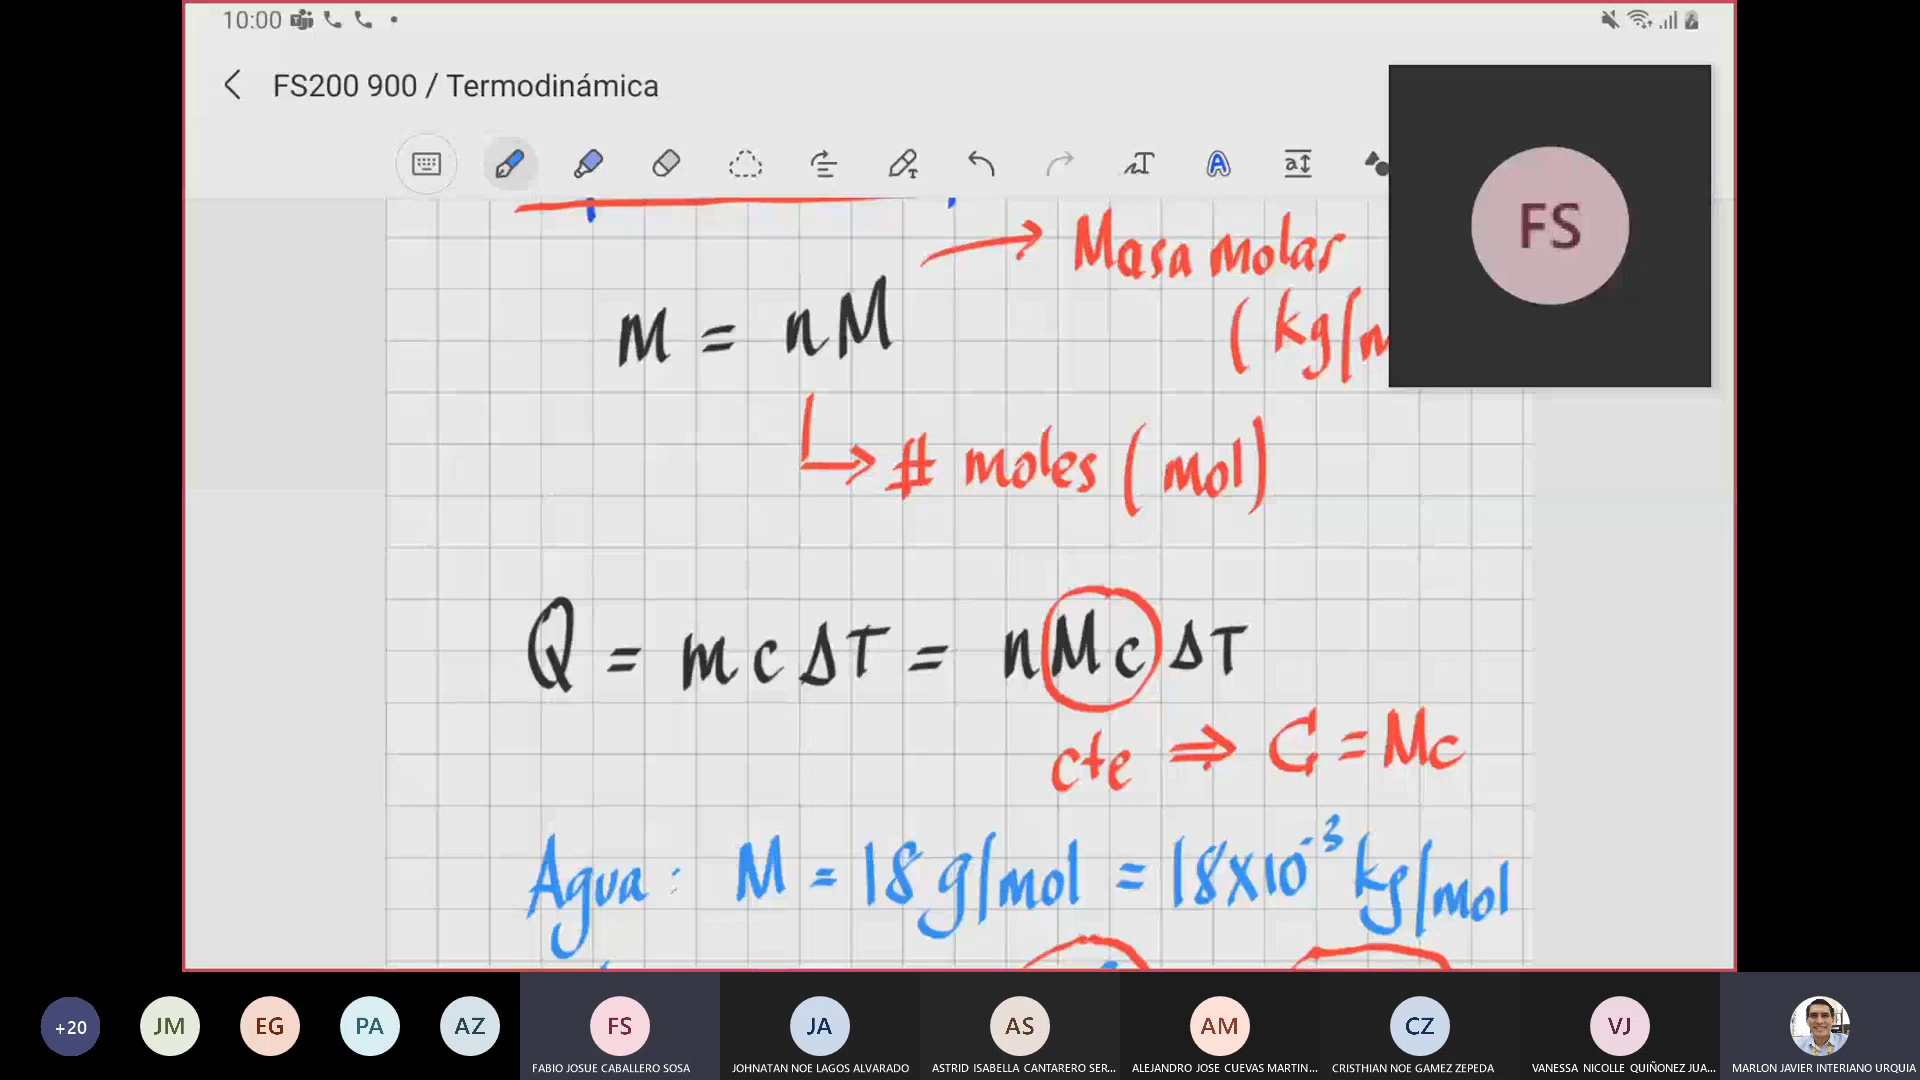 10:00
FS200 900 / Termodinámica
FS
→ Masa molar
m = nM
(kg/m
↳ # moles (mol)
Q = mcΔT = nMcΔT
cte ⇒ C = Mc
Agua: M = 18 g/mol = 18x10⁻³ kg/mol
+20 JM EG PA AZ FS JA AS AM CZ VJ
FABIO JOSUE CABALLERO SOSA JOHNATAN NOE LAGOS ALVARADO ASTRID ISABELLA CANTARERO SER... ALEJANDRO JOSE CUEVAS MARTIN... CRISTHIAN NOE GAMEZ ZEPEDA VANESSA NICOLLE QUIÑONEZ JUA... MARLON JAVIER INTERIANO URQUIA